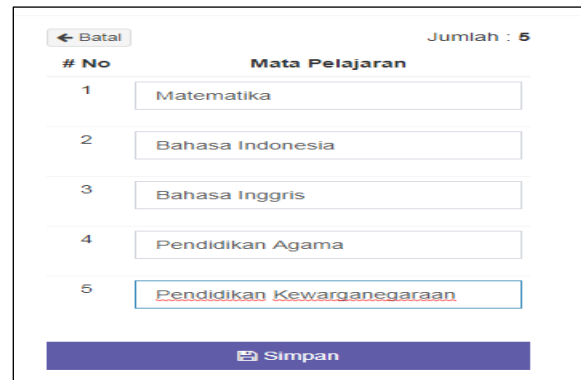 Batal Jumlah : 5
# No Mata Pelajaran
1 Matematika
2 Bahasa Indonesia
3 Bahasa Inggris
4 Pendidikan Agama
5 Pendidikan Kewarganegaraan
Simpan